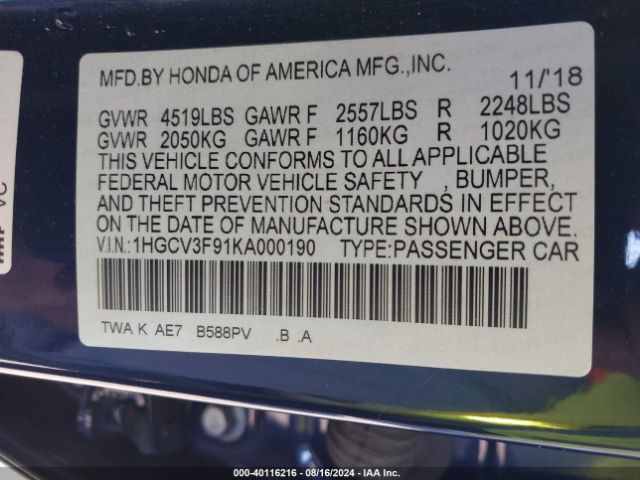 MFD.BY HONDA OF AMERICA MFG.,INC. 11/'18
GVWR 4519LBS GAWR F 2557LBS R 2248LBS
GVWR 2050KG GAWR F 1160KG R 1020KG
THIS VEHICLE CONFORMS TO ALL APPLICABLE
FEDERAL MOTOR VEHICLE SAFETY , BUMPER,
AND THEFT PREVENTION STANDARDS IN EFFECT
ON THE DATE OF MANUFACTURE SHOWN ABOVE.
V.I.N.:1HGCV3F91KA000190 TYPE:PASSENGER CAR
TWA K AE7 B588PV .B .A
VC
000-40116216 - 08/16/2024 - IAA Inc.